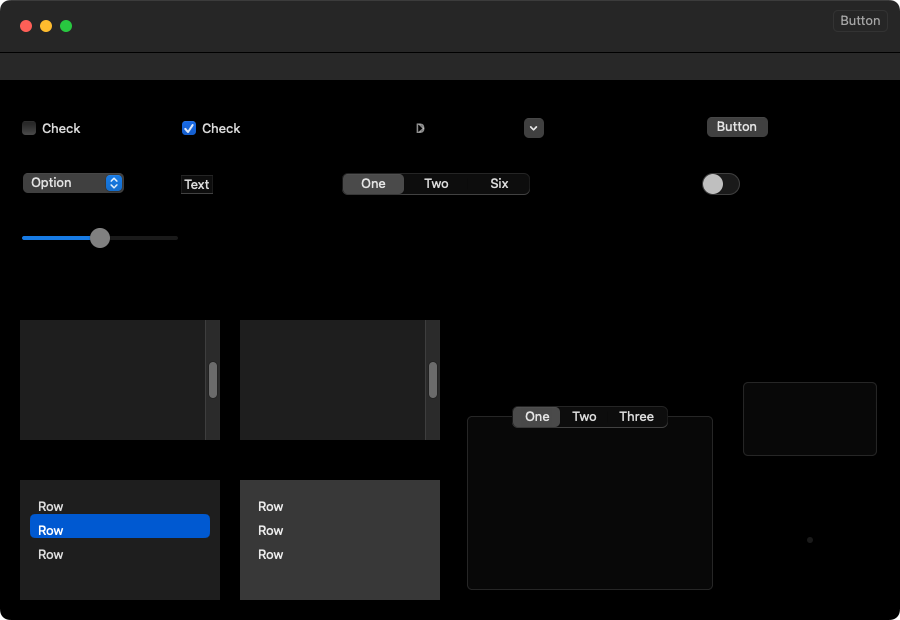 Button
Check
Check
D
Button
Option
Text
One
Two
Six
One
Two
Three
Row
Row
Row
Row
Row
Row